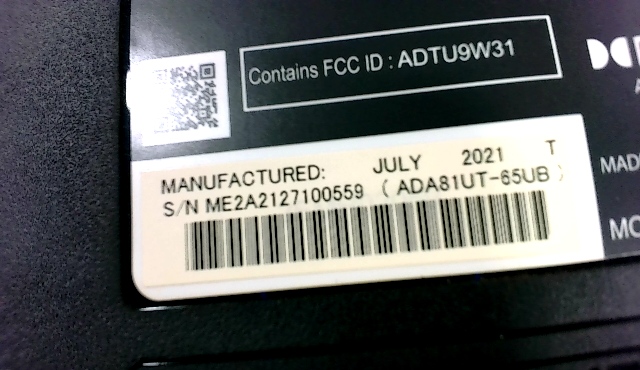 Contains FCC ID : ADTU9W31
MANUFACTURED: JULY 2021 T
S/N ME2A2127100559 ( ADA81UT-65UB )